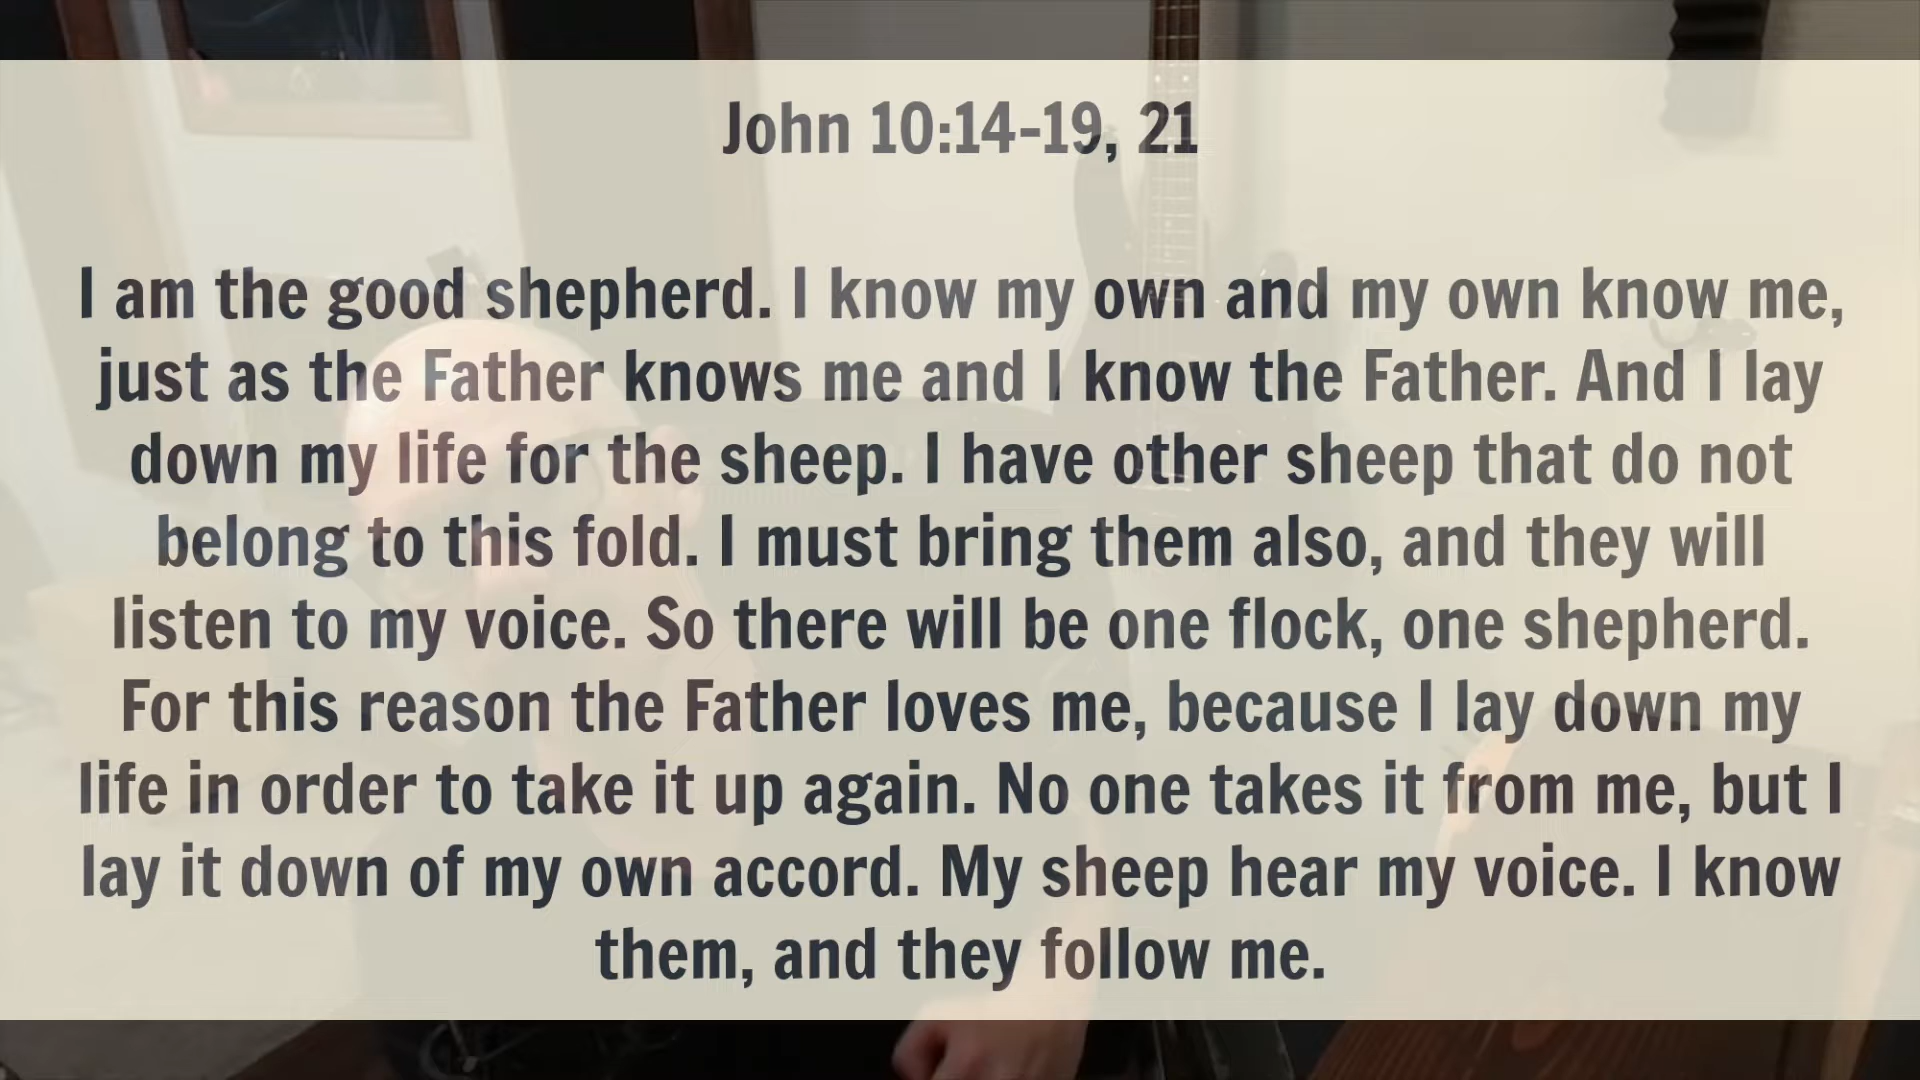 John 10:14-19, 21
I am the good shepherd. I know my own and my own know me,
just as the Father knows me and I know the Father. And I lay
down my life for the sheep. I have other sheep that do not
belong to this fold. I must bring them also, and they will
listen to my voice. So there will be one flock, one shepherd.
For this reason the Father loves me, because I lay down my
life in order to take it up again. No one takes it from me, but I
lay it down of my own accord. My sheep hear my voice. I know
them, and they follow me.